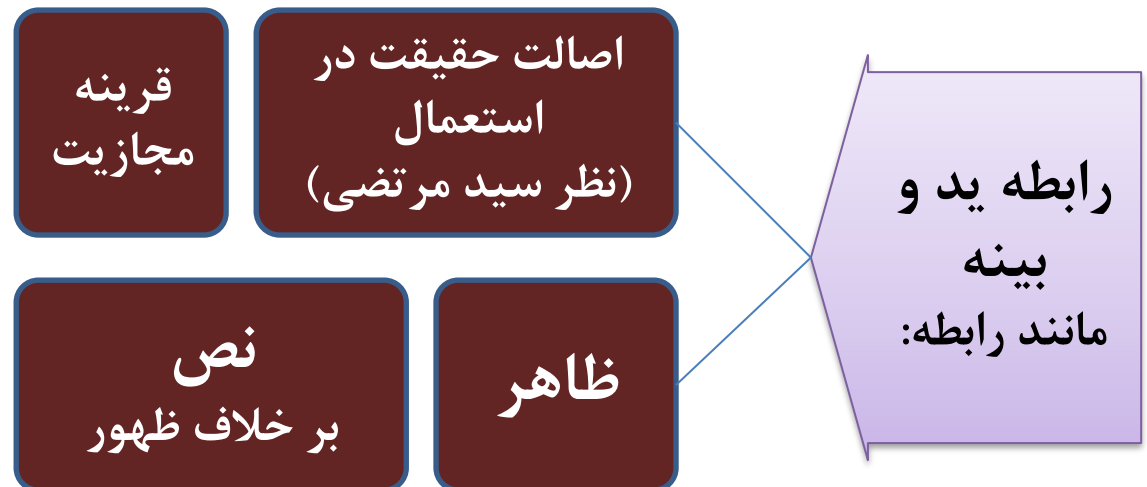 رابطه ید و
بینه
مانند رابطه:
اصالت حقیقت در
استعمال
(نظر سید مرتضی)
قرینه
مجازیت
ظاهر
نص
بر خلاف ظهور